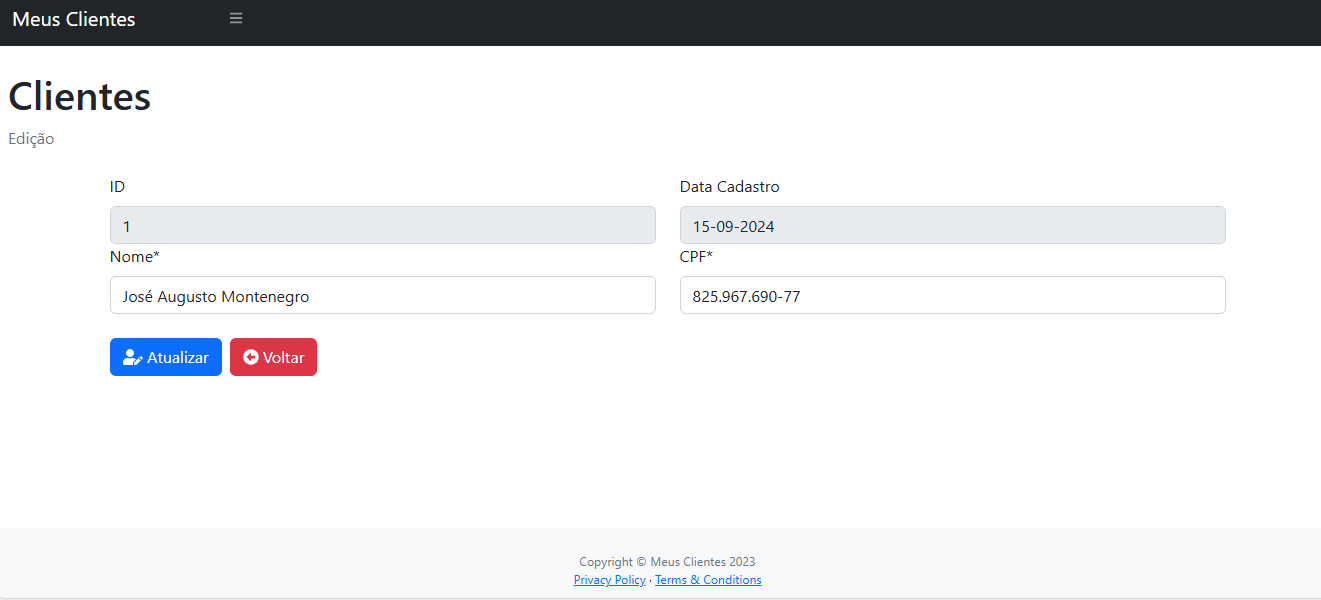 Meus Clientes
Clientes
Edição
ID
Data Cadastro
1
15-09-2024
Nome*
CPF*
José Augusto Montenegro
825.967.690-77
Atualizar
Voltar
Copyright © Meus Clientes 2023
Privacy Policy · Terms & Conditions